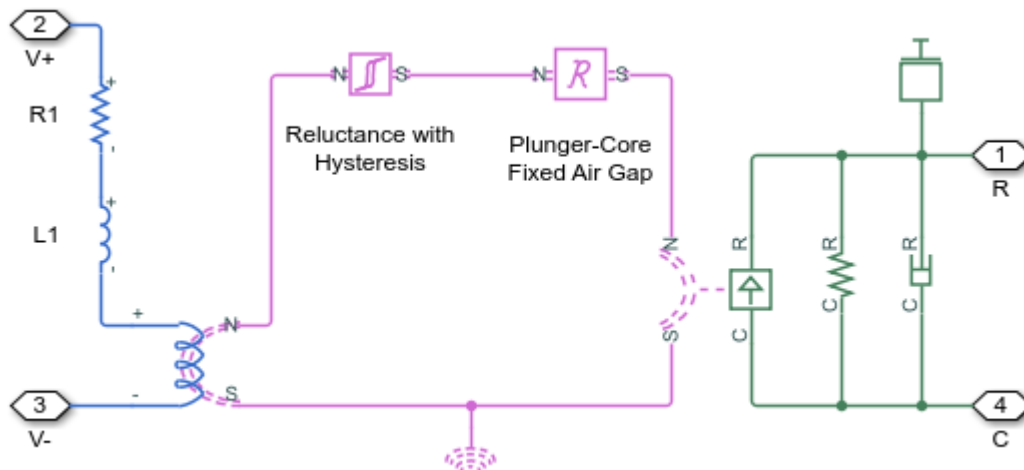 2
V+
R1
+
-
L1
+
-
+
N
S
-
3
V-
N
S
Reluctance with
Hysteresis
N
R
S
Plunger-Core
Fixed Air Gap
N
S
R
C
R
C
R
C
1
R
4
C